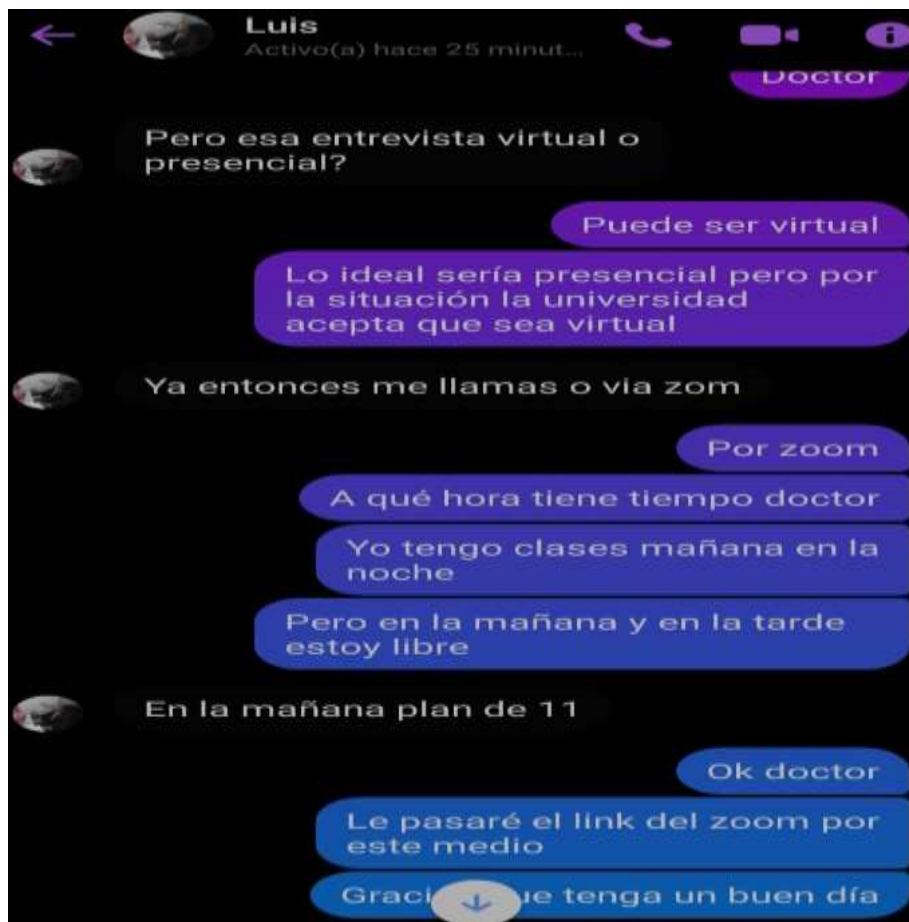 Luis
Activo(a) hace 25 minut...
Doctor
Pero esa entrevista virtual o
presencial?
Puede ser virtual
Lo ideal sería presencial pero por
la situación la universidad
acepta que sea virtual
Ya entonces me llamas o via zom
Por zoom
A qué hora tiene tiempo doctor
Yo tengo clases mañana en la
noche
Pero en la mañana y en la tarde
estoy libre
En la mañana plan de 11
Ok doctor
Le pasaré el link del zoom por
este medio
tenga un buen día